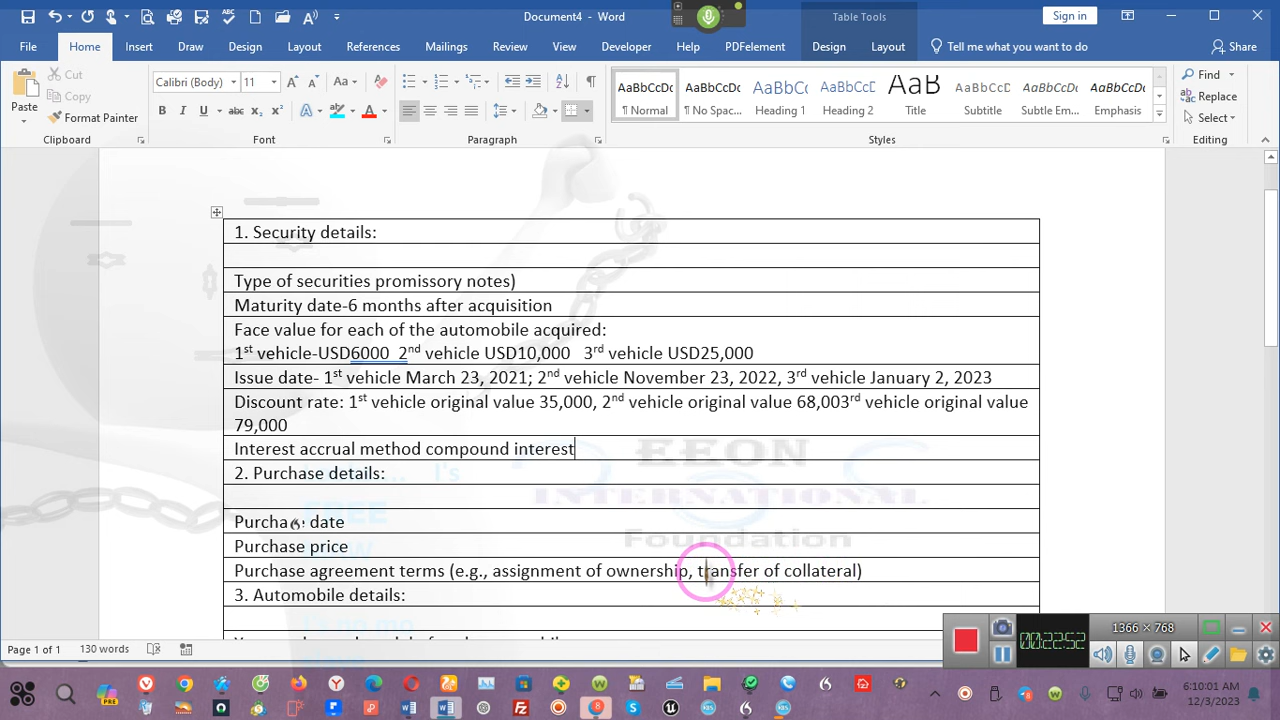 Document4 - Word
Table Tools
Sign in
File Home Insert Draw Design Layout References Mailings Review View Developer Help PDFelement Design Layout Tell me what you want to do Share
Paste
Cut
Copy
Format Painter
Clipboard
Calibri (Body) 11
Font
Paragraph
AaBbCcDc AaBbCcDc AaBbCc AaBbCcD AaB AaBbCcD AaBbCcDc AaBbCcDc
¶ Normal ¶ No Spac... Heading 1 Heading 2 Title Subtitle Subtle Em... Emphasis
Styles
Find
Replace
Select
Editing
1. Security details:
Type of securities promissory notes)
Maturity date-6 months after acquisition
Face value for each of the automobile acquired:
1st vehicle-USD6000 2nd vehicle USD10,000 3rd vehicle USD25,000
Issue date- 1st vehicle March 23, 2021; 2nd vehicle November 23, 2022, 3rd vehicle January 2, 2023
Discount rate: 1st vehicle original value 35,000, 2nd vehicle original value 68,003rd vehicle original value
79,000
Interest accrual method compound interest
2. Purchase details:
Purchase date
Purchase price
Purchase agreement terms (e.g., assignment of ownership, transfer of collateral)
3. Automobile details:
EEON
INTERNATIONAL
Foundation
I's
FREE
1366 × 768
00:22:52
Page 1 of 1 130 words
6:10:01 AM
12/3/2023